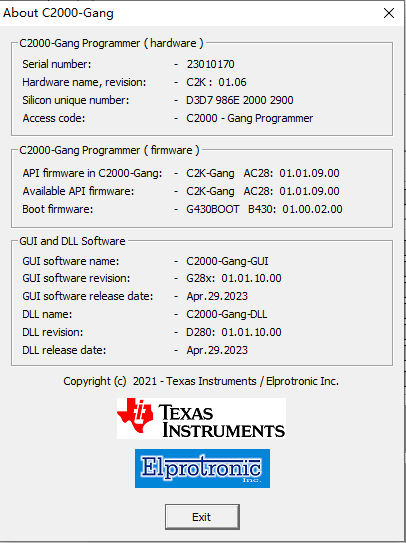 About C2000-Gang
C2000-Gang Programmer ( hardware )
Serial number: - 23010170
Hardware name, revision: - C2K : 01.06
Silicon unique number: - D3D7 986E 2000 2900
Access code: - C2000 - Gang Programmer
C2000-Gang Programmer ( firmware )
API firmware in C2000-Gang: - C2K-Gang AC28: 01.01.09.00
Available API firmware: - C2K-Gang AC28: 01.01.09.00
Boot firmware: - G430BOOT B430: 01.00.02.00
GUI and DLL Software
GUI software name: - C2000-Gang-GUI
GUI software revision: - G28x: 01.01.10.00
GUI software release date: - Apr.29.2023
DLL name: - C2000-Gang-DLL
DLL revision: - D280: 01.01.10.00
DLL release date: - Apr.29.2023
Copyright (c) 2021 - Texas Instruments / Elprotronic Inc.
TEXAS
INSTRUMENTS
Elprotronic
Inc.
Exit